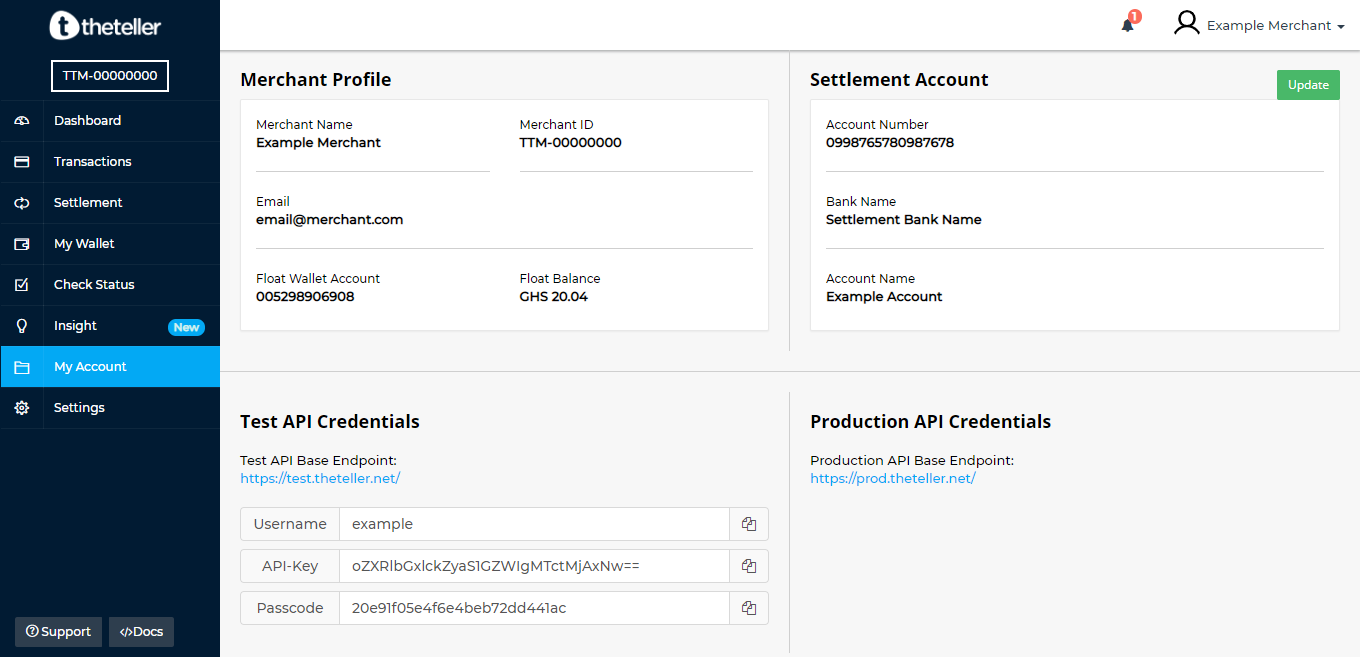 theteller
TTM-00000000
Dashboard
Transactions
Settlement
My Wallet
Check Status
Insight New
My Account
Settings
Support </>Docs
1 Example Merchant
Merchant Profile
Merchant Name Merchant ID
Example Merchant TTM-00000000
Email
email@merchant.com
Float Wallet Account Float Balance
005298906908 GHS 20.04
Settlement Account Update
Account Number
0998765780987678
Bank Name
Settlement Bank Name
Account Name
Example Account
Test API Credentials
Test API Base Endpoint:
https://test.theteller.net/
Username example
API-Key oZXRlbGxlckZyaS1GZWIgMTctMjAxNw==
Passcode 20e91f05e4f6e4beb72dd441ac
Production API Credentials
Production API Base Endpoint:
https://prod.theteller.net/